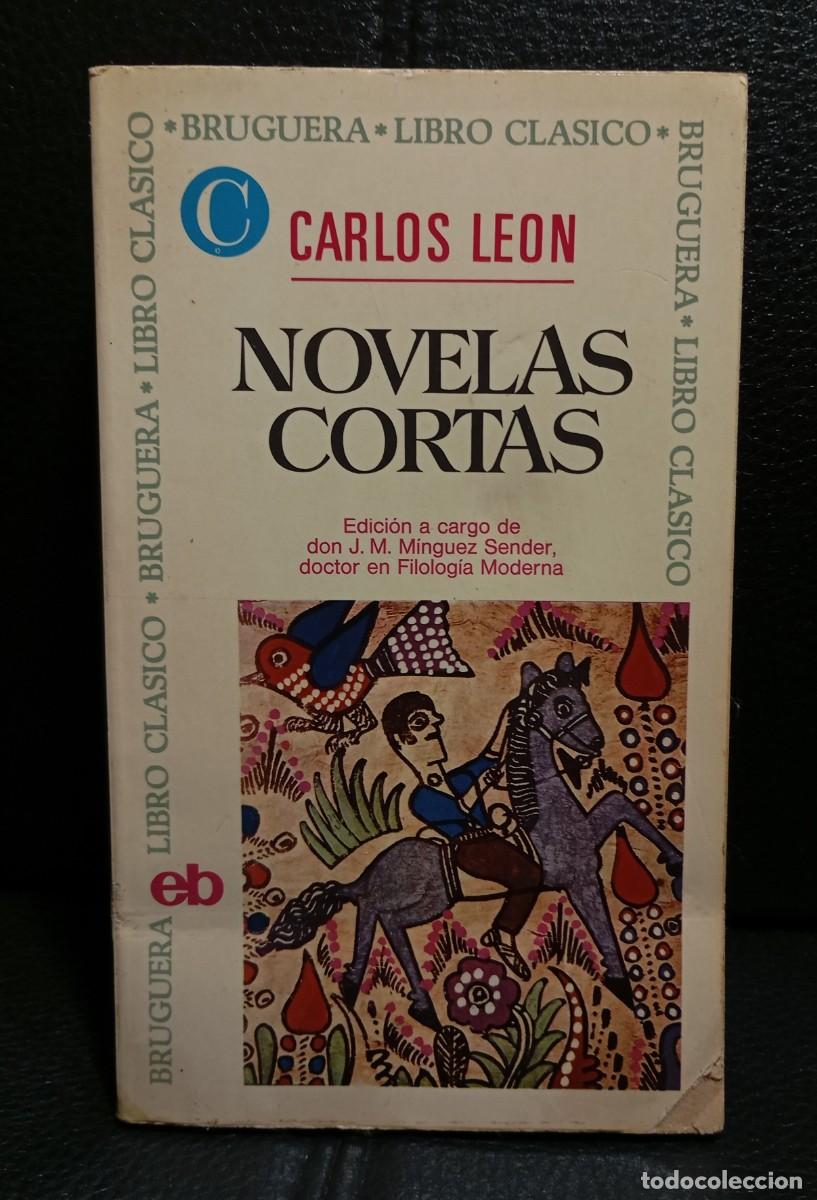 *BRUGUERA*LIBRO CLASICO*
BRUGUERA*LIBRO CLASICO
BRUGUERA LIBRO CLASICO*BRUGUERA*LIBRO CLASICO
C
CARLOS LEON
NOVELAS
CORTAS
Edición a cargo de
don J. M. Mínguez Sender,
doctor en Filología Moderna
eb
todocoleccion